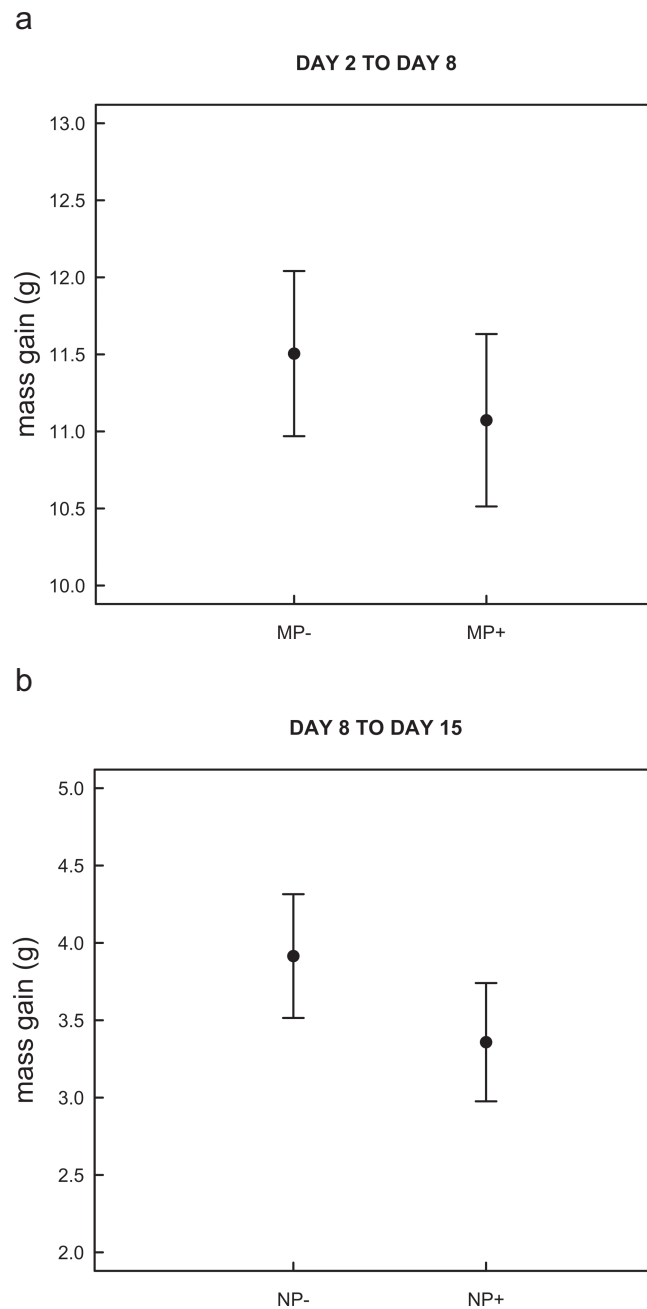 a
DAY 2 TO DAY 8
13.0
12.5
12.0
11.5
11.0
10.5
10.0
mass gain (g)
MP-
MP+
b
DAY 8 TO DAY 15
5.0
4.5
4.0
3.5
3.0
2.5
2.0
mass gain (g)
NP-
NP+